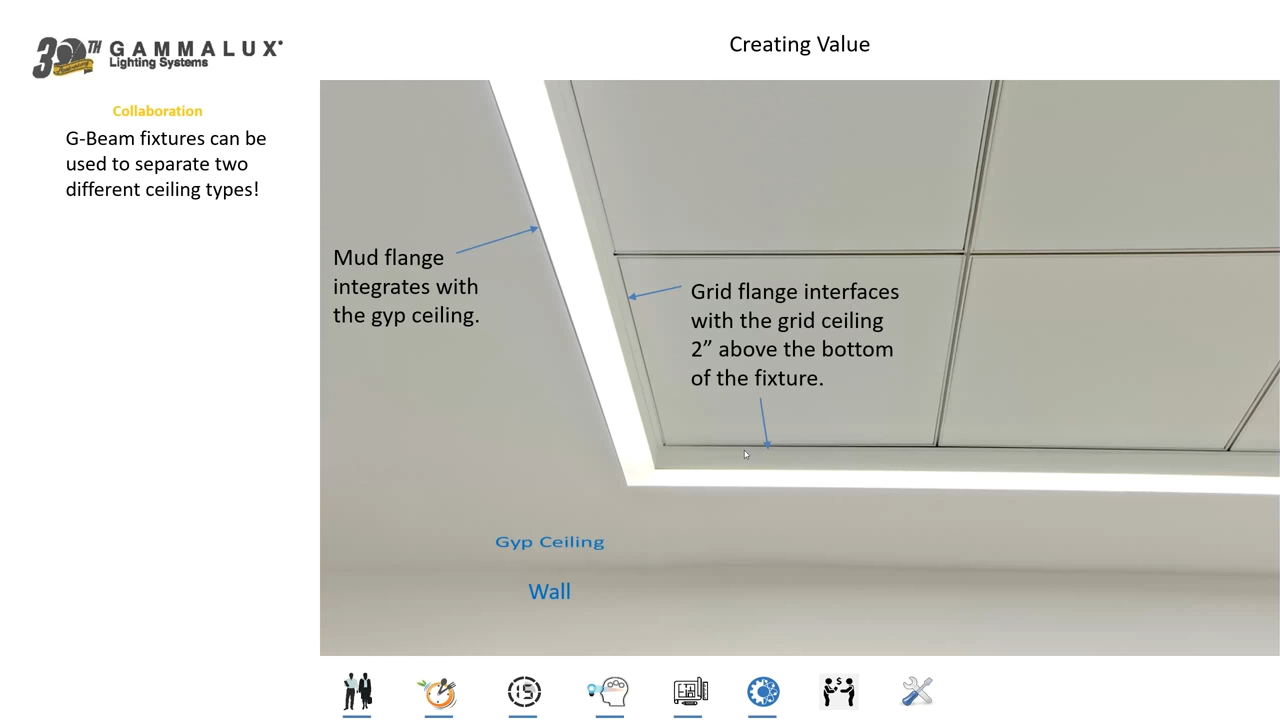 30TH
Anniversary
GAMMALUX
Lighting Systems
Creating Value
Collaboration
G-Beam fixtures can be
used to separate two
different ceiling types!
Mud flange
integrates with
the gyp ceiling.
Grid flange interfaces
with the grid ceiling
2” above the bottom
of the fixture.
Gyp Ceiling
Wall
15
$